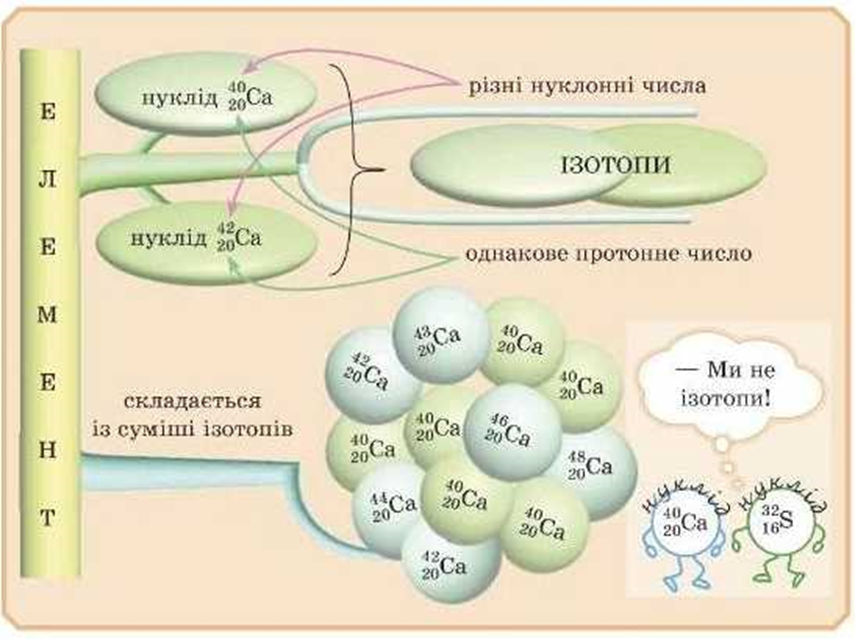 ЕЛЕМЕНТ
нуклід ⁴⁰₂₀Ca
різні нуклонні числа
ІЗОТОПИ
нуклід ⁴²₂₀Ca
однакове протонне число
складається
із суміші ізотопів
⁴³₂₀Ca
⁴⁰₂₀Ca
⁴²₂₀Ca
⁴⁰₂₀Ca
⁴⁰₂₀Ca
⁴⁶₂₀Ca
⁴⁰₂₀Ca
⁴⁸₂₀Ca
⁴⁴₂₀Ca
⁴⁰₂₀Ca
⁴⁰₂₀Ca
⁴²₂₀Ca
— Ми не
ізотопи!
нуклід
⁴⁰₂₀Ca
нуклід
³²₁₆S